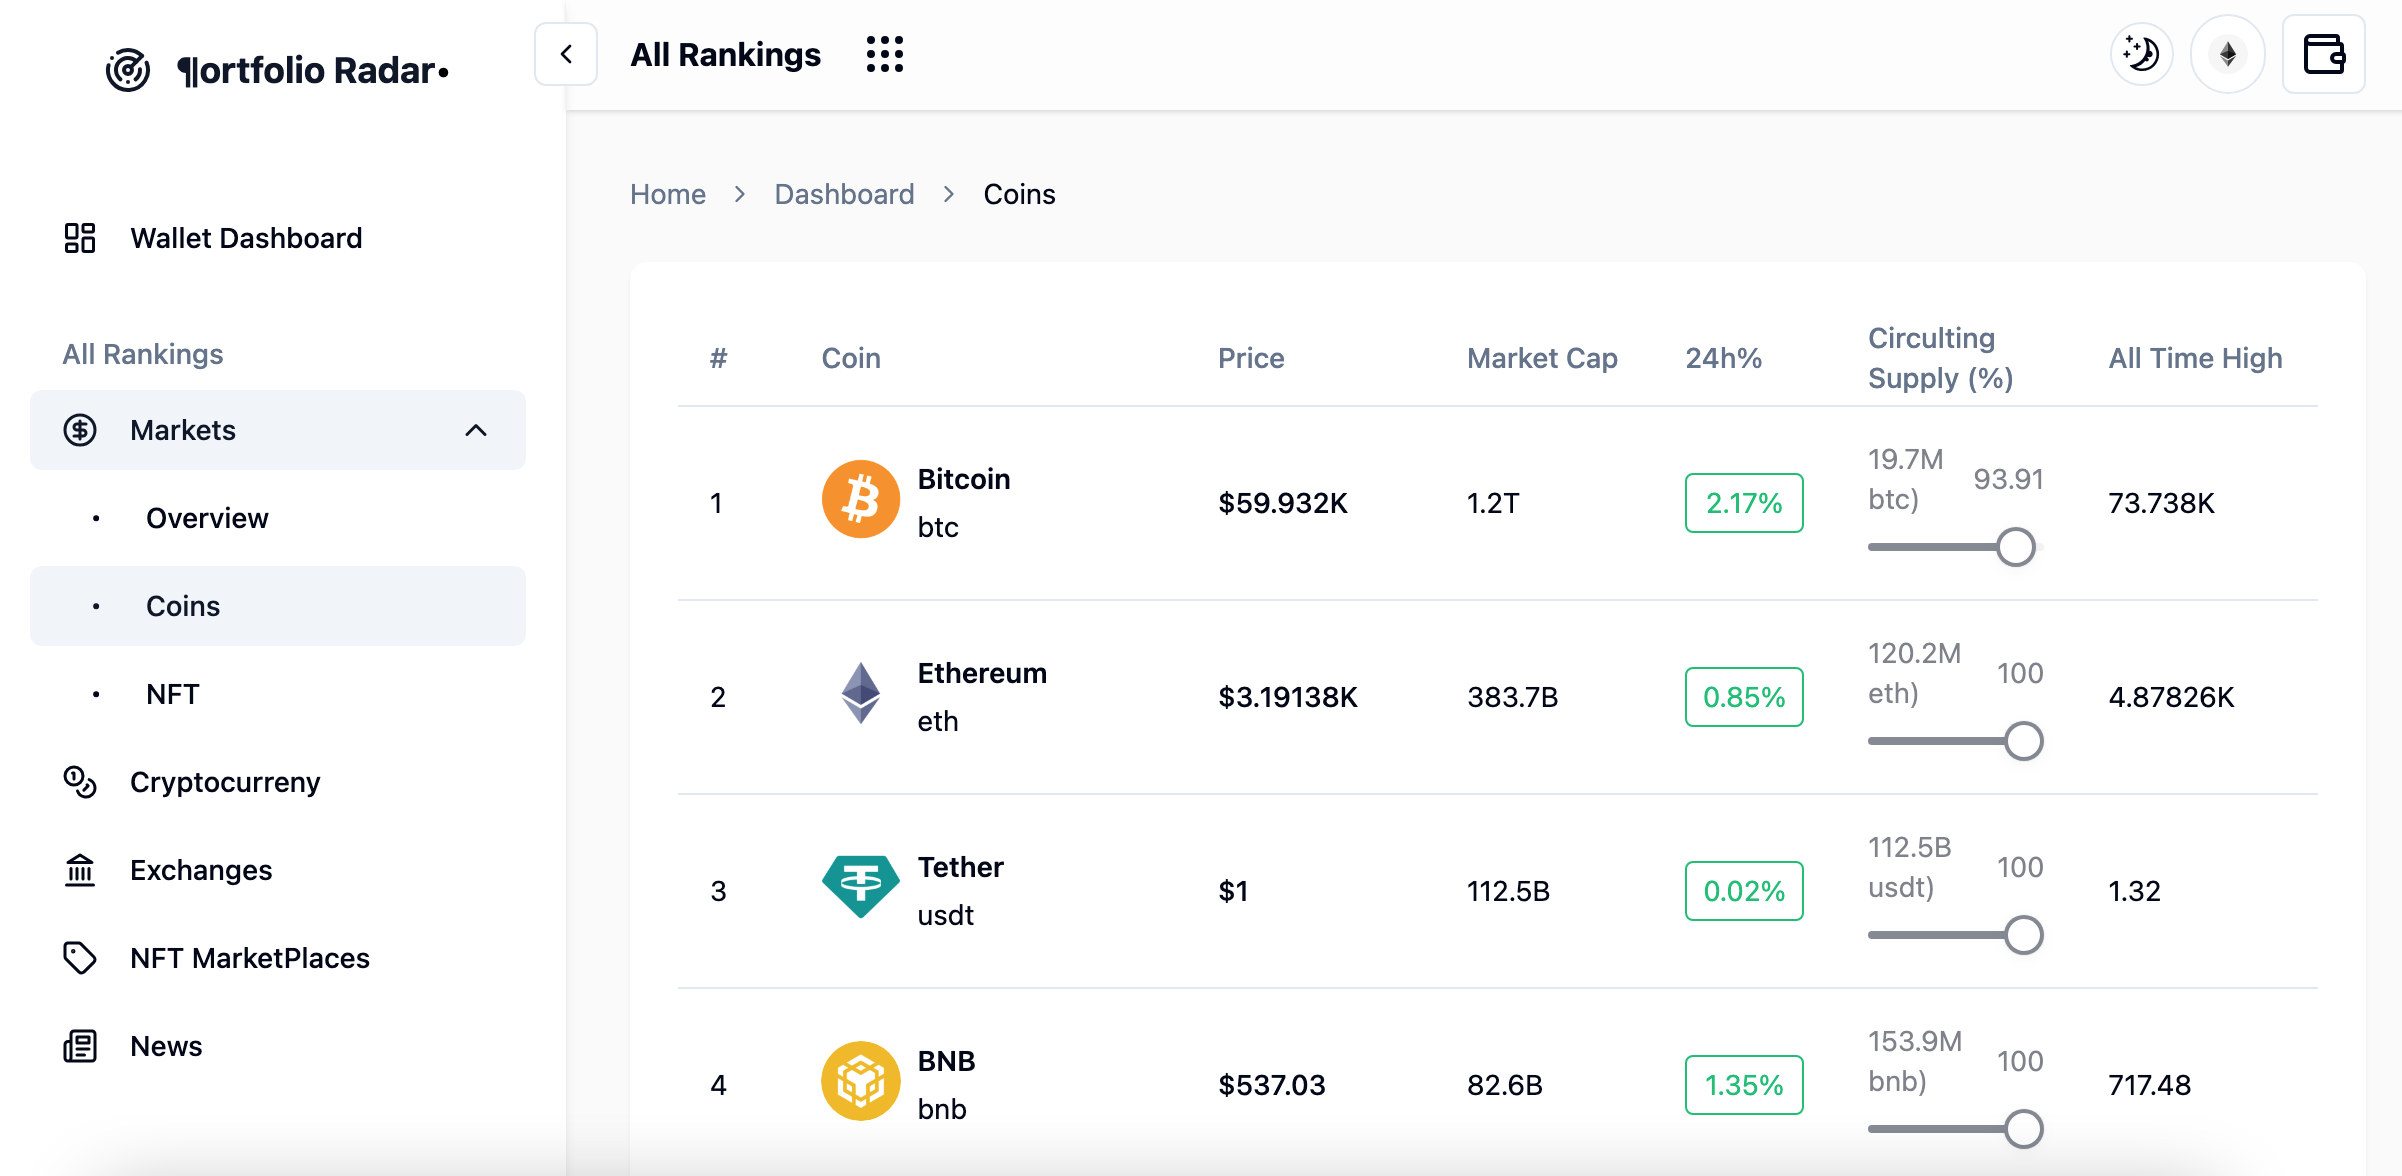 ¶ortfolio Radar•
All Rankings
Wallet Dashboard
All Rankings
Markets
· Overview
· Coins
· NFT
Cryptocurreny
Exchanges
NFT MarketPlaces
News
Home > Dashboard > Coins
# Coin Price Market Cap 24h% Circulting Supply (%) All Time High
1 Bitcoin btc $59.932K 1.2T 2.17% 19.7M btc) 93.91 73.738K
2 Ethereum eth $3.19138K 383.7B 0.85% 120.2M eth) 100 4.87826K
3 Tether usdt $1 112.5B 0.02% 112.5B usdt) 100 1.32
4 BNB bnb $537.03 82.6B 1.35% 153.9M bnb) 100 717.48